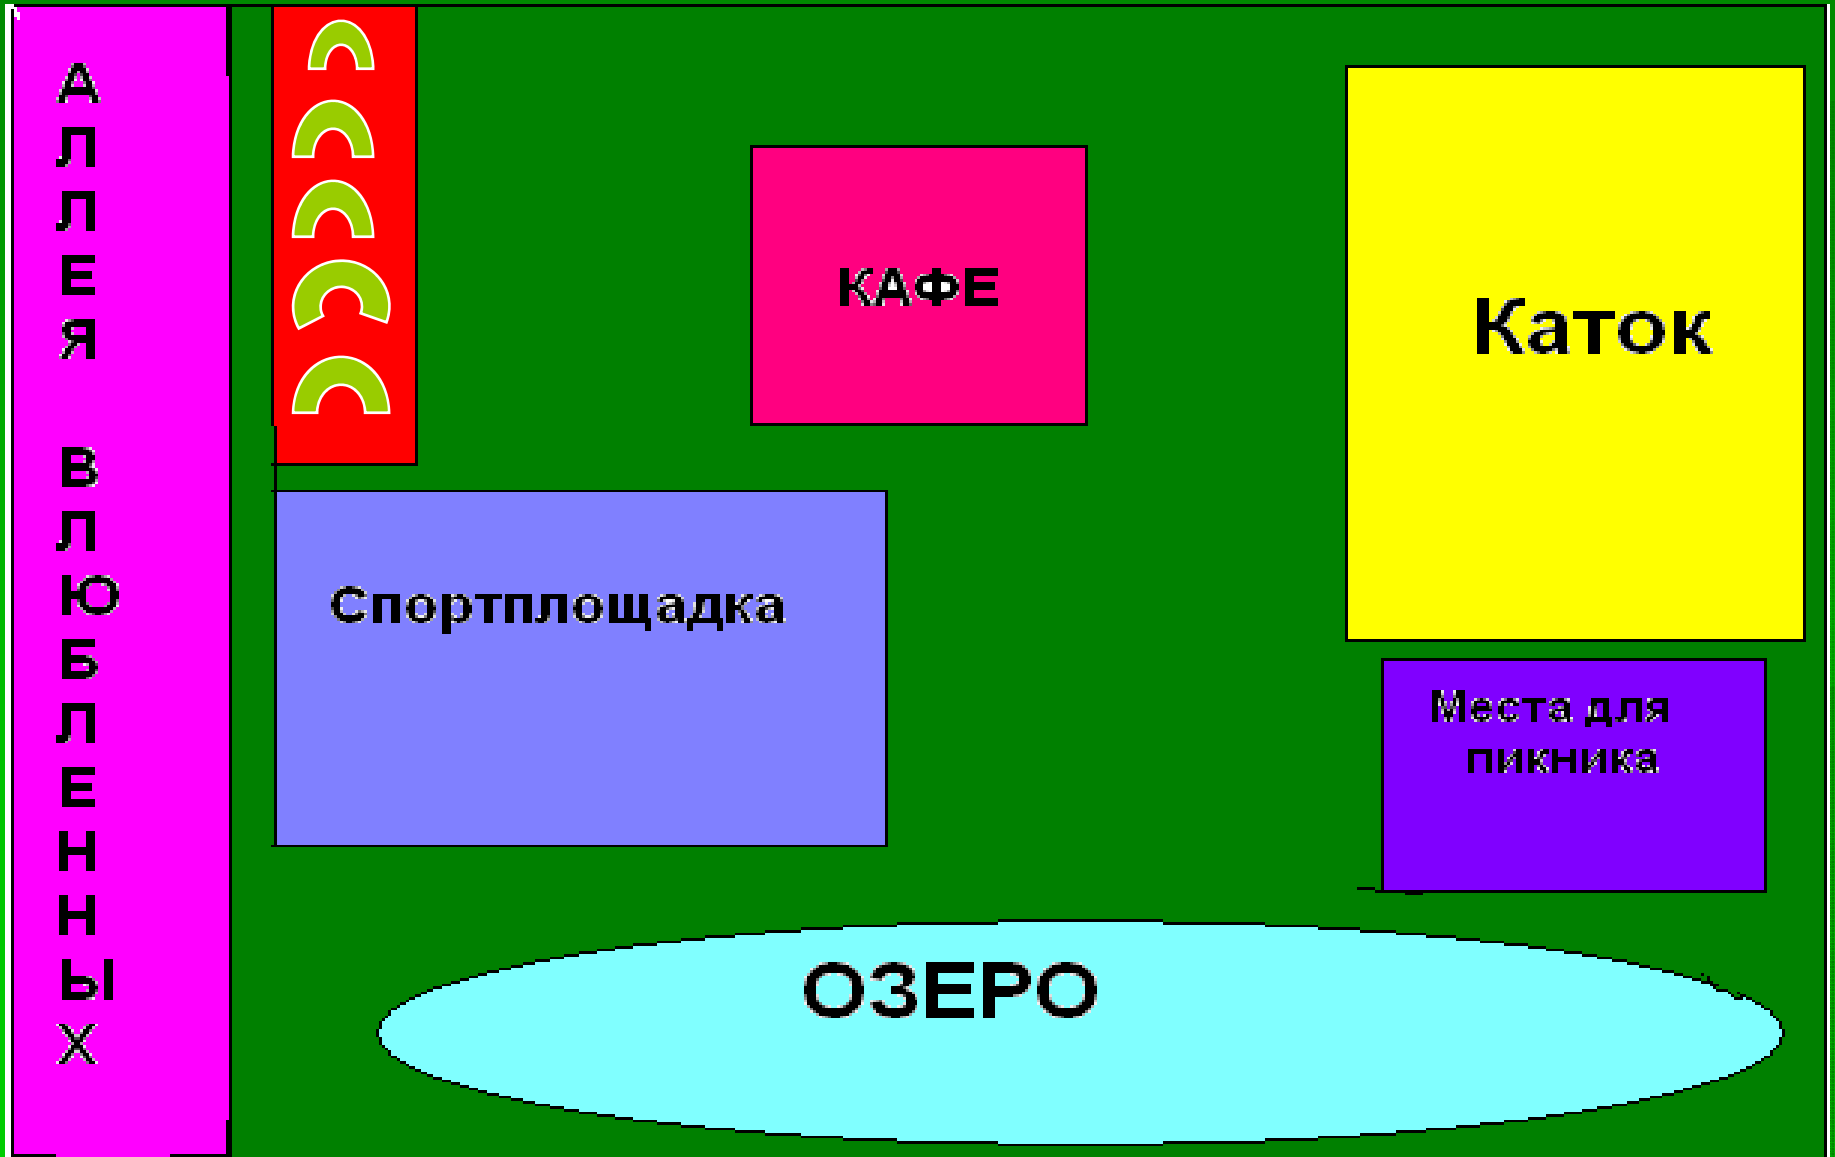 АЛЛЕЯ ВЛЮБЛЕННЫХ
КАФЕ
Каток
Спортплощадка
Места для
пикника
ОЗЕРО